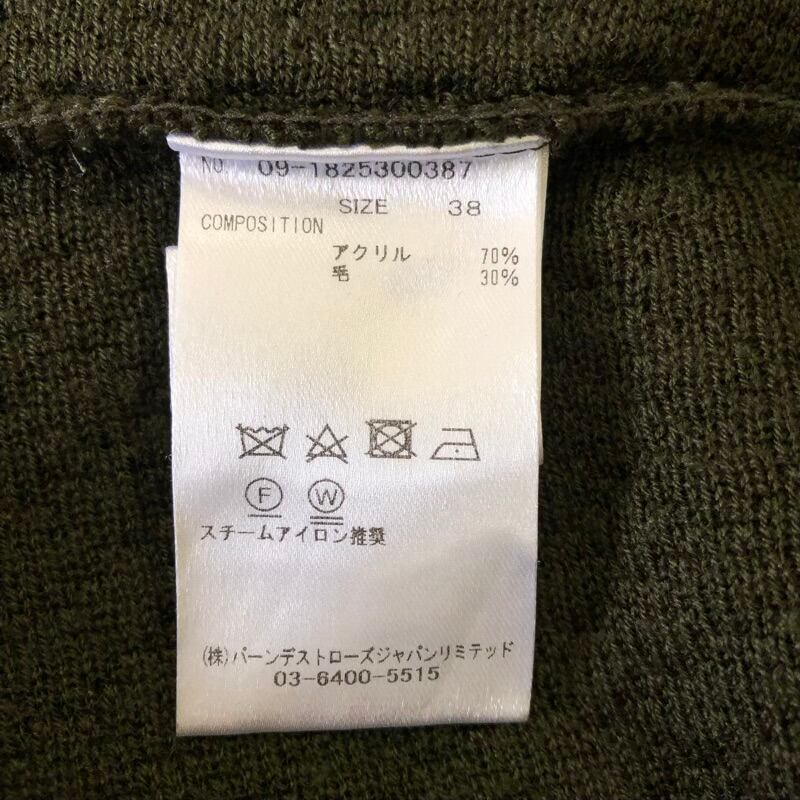 NO. 09-1825300387
SIZE 38
COMPOSITION
アクリル 70%
毛 30%
F W
スチームアイロン推奨
(株)バーンデストローズジャパンリミテッド
03-6400-5515